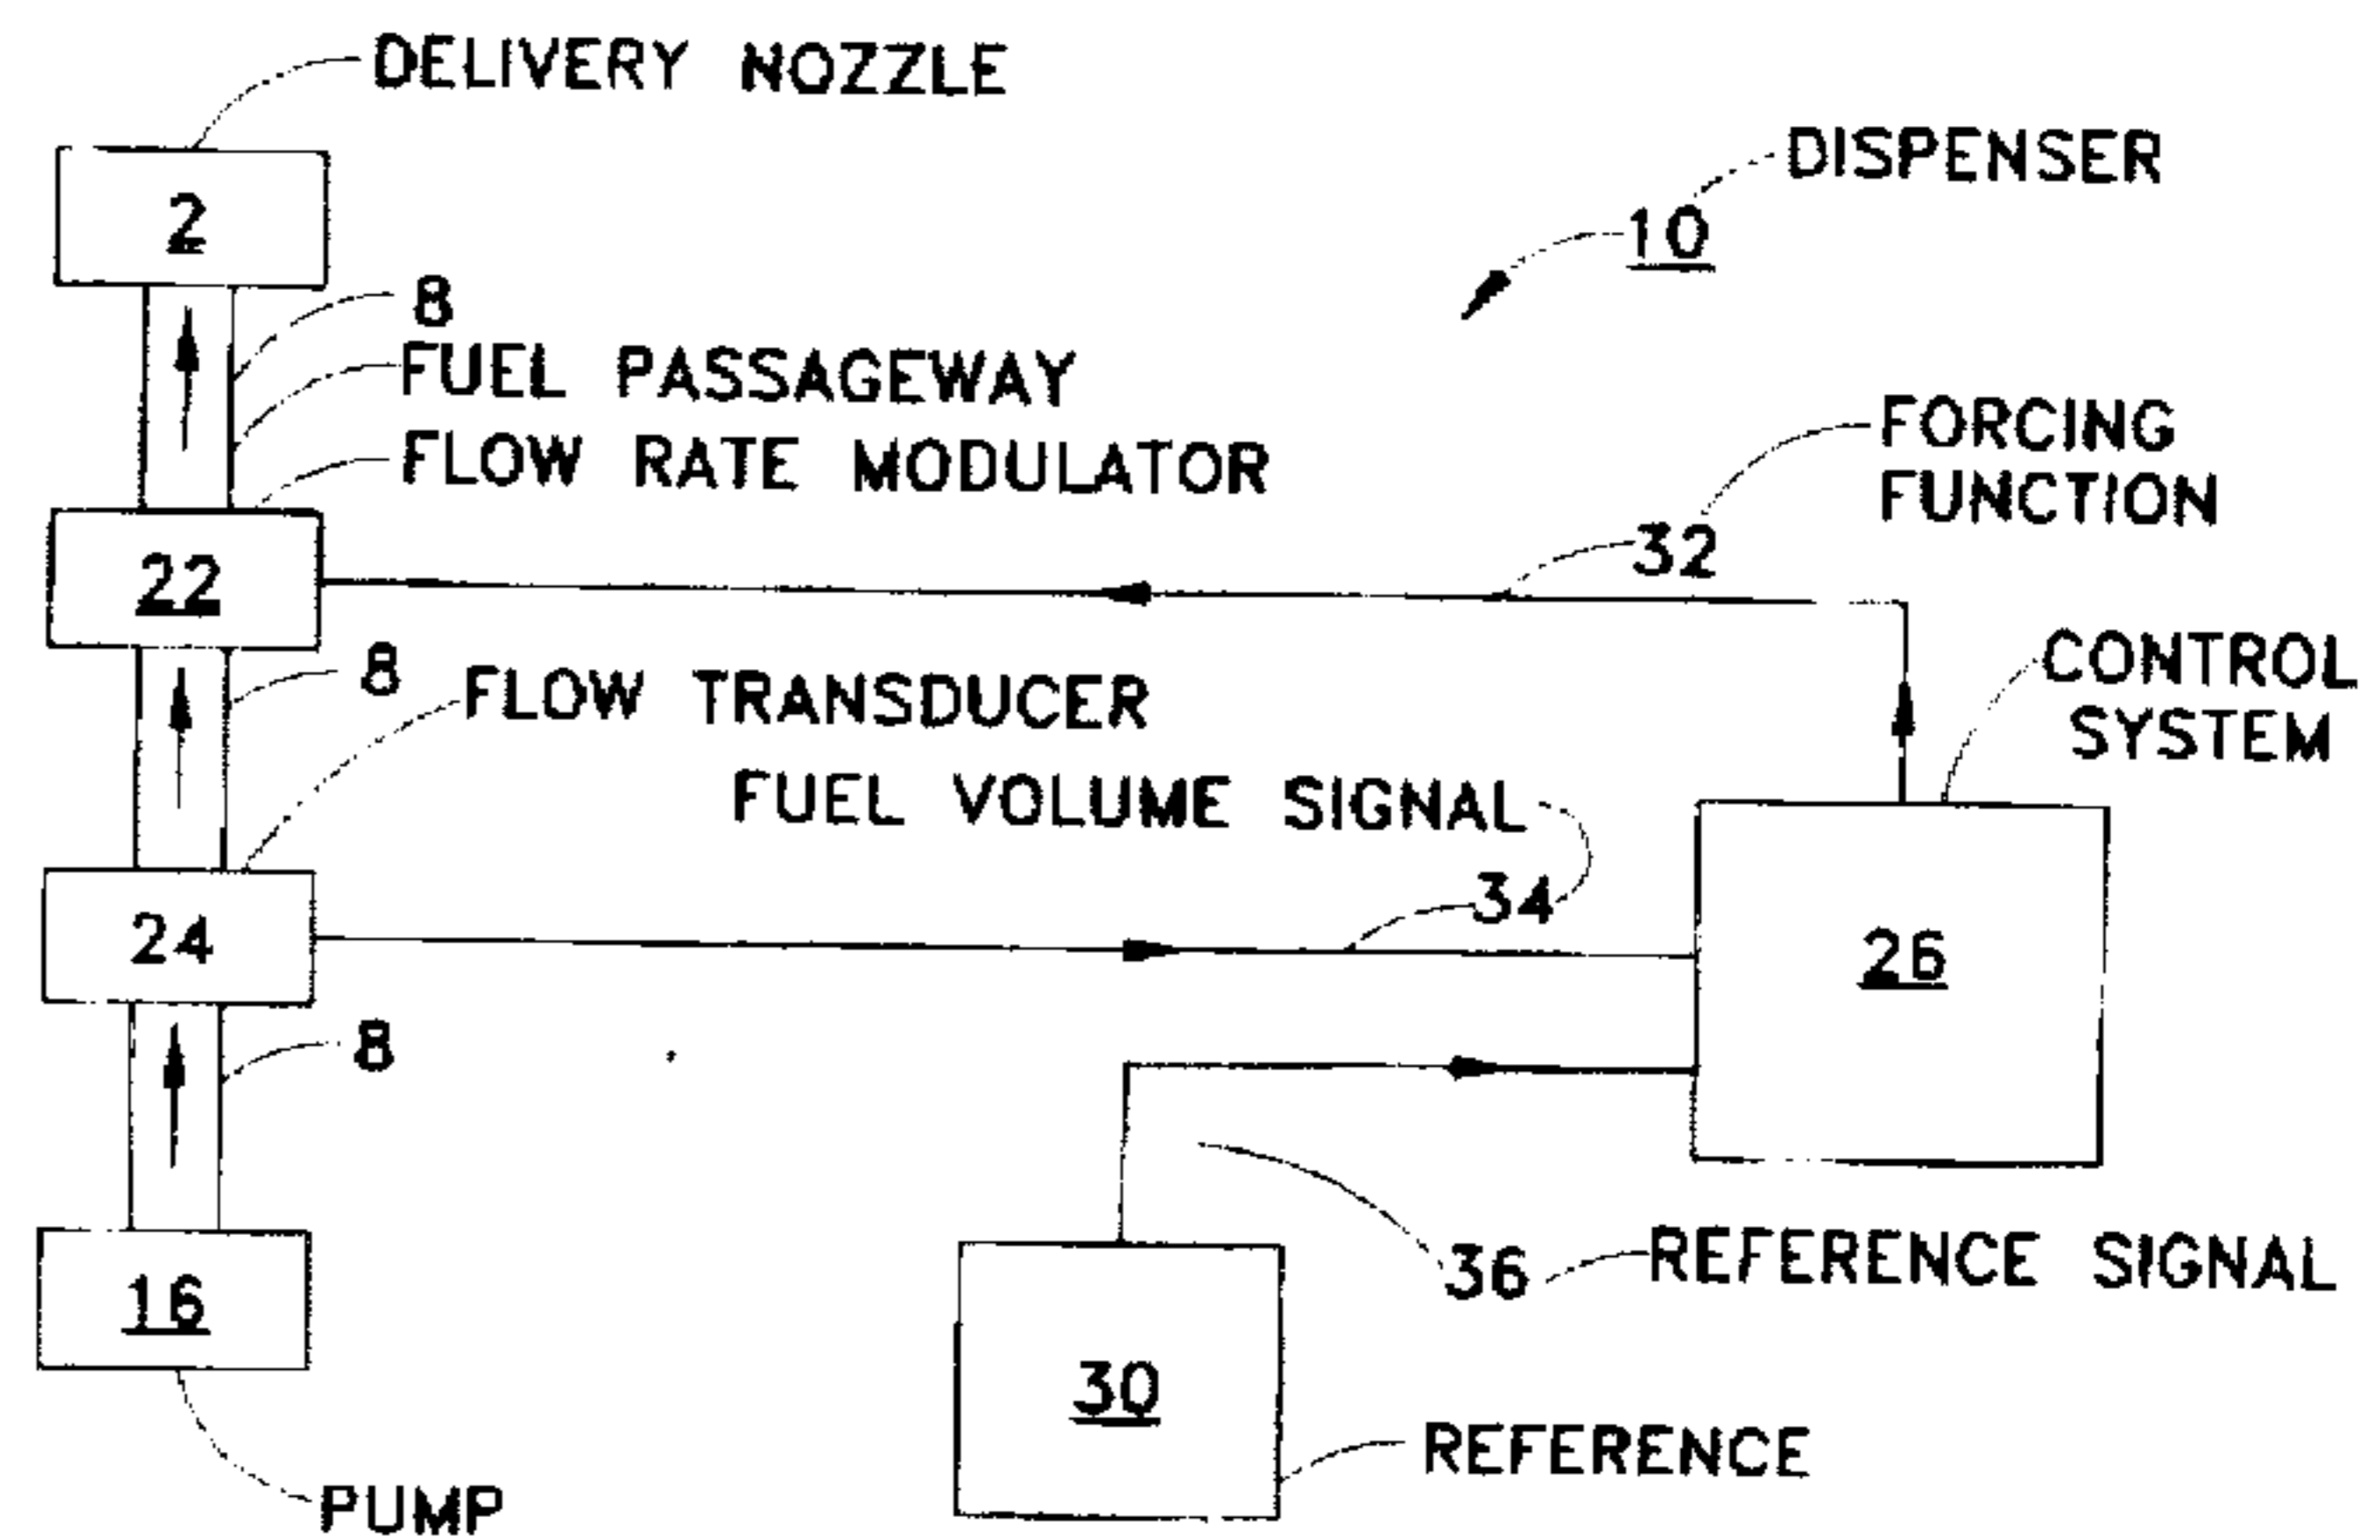 DELIVERY NOZZLE
DISPENSER
2
10
8
FUEL PASSAGEWAY
FORCING
FLOW RATE MODULATOR
FUNCTION
32
22
CONTROL
8
FLOW TRANSDUCER
SYSTEM
FUEL VOLUME SIGNAL
34
24
26
8
36
REFERENCE SIGNAL
16
30
REFERENCE
PUMP